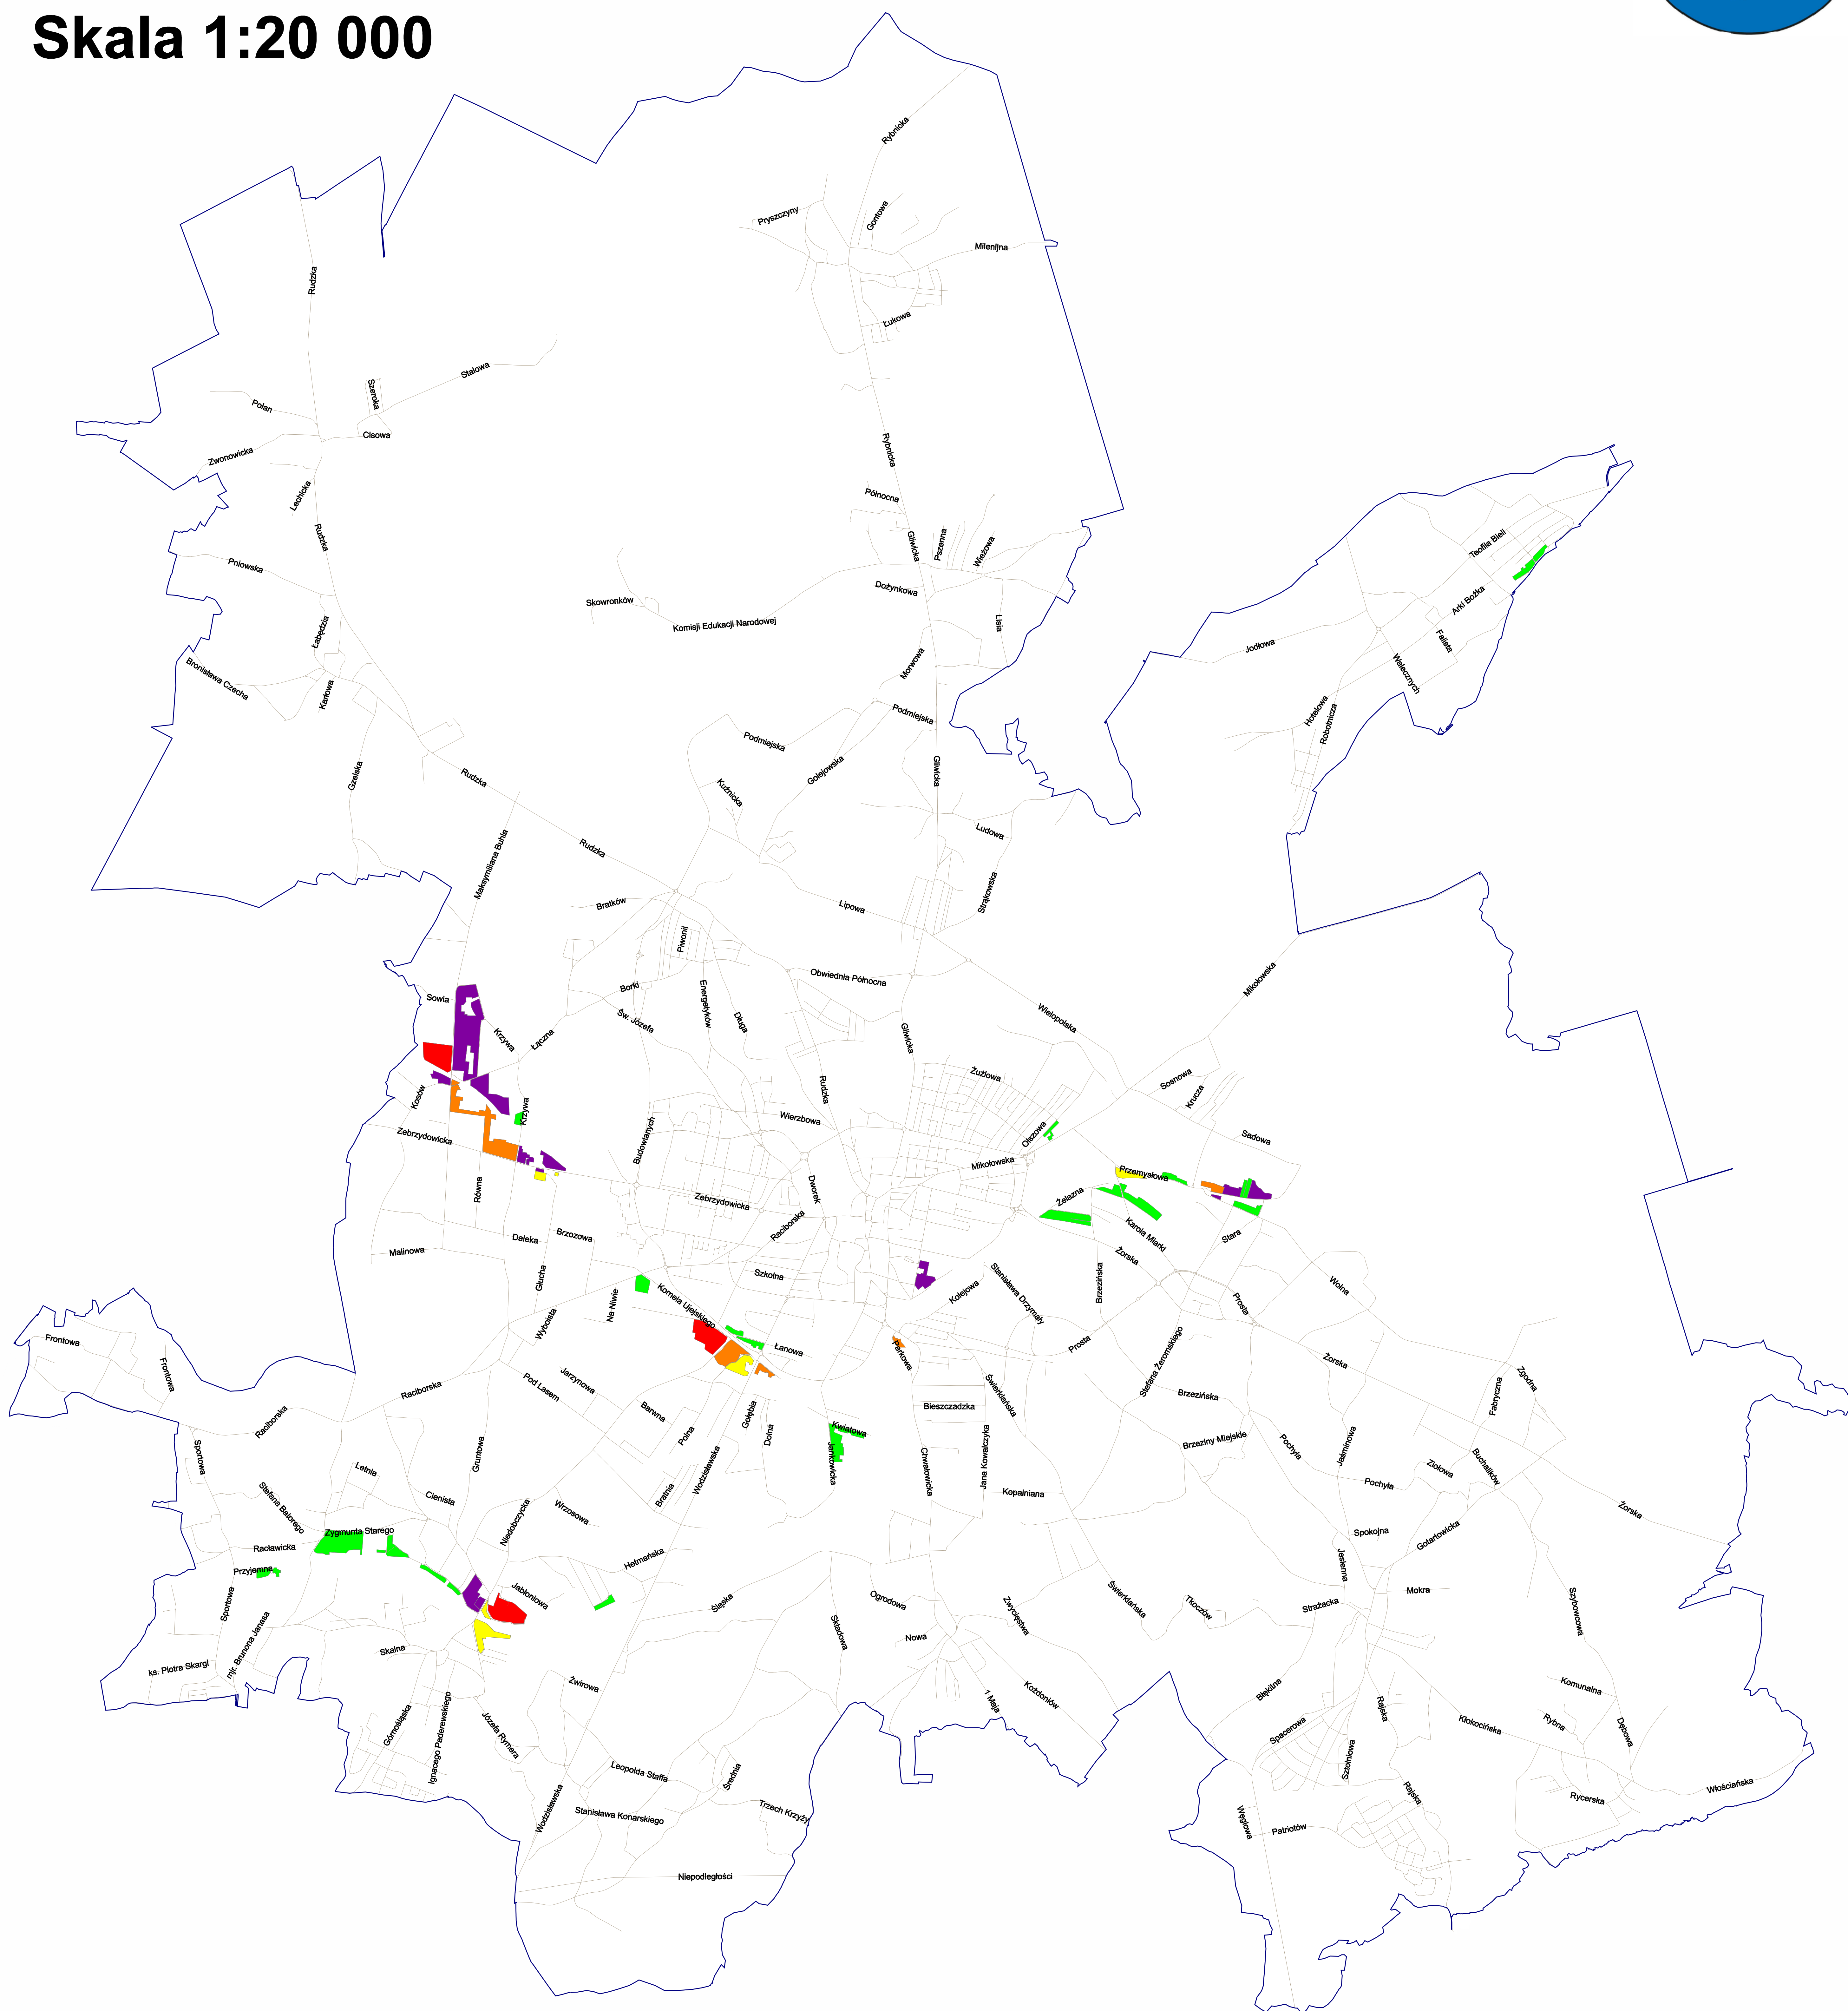 Skala 1:20 000
Rybnicka
Pryszczyny
Gontowa
Milenijna
Rudzka
Łukowa
Stalowa
Szeroka
Polan
Cisowa
Zwonowicka
Rybnicka
Lechicka
Północna
Rudzka
Gliwicka
Pszenna
Wieżowa
Teofila Bieli
Pniowska
Dożynkowa
Skowronków
Arki Bożka
Komisji Edukacji Narodowej
Lisia
Łabędzia
Falista
Jodłowa
Morwowa
Bronisława Czecha
Walecznych
Karłowa
Hotelowa
Podmiejska
Robotnicza
Podmiejska
Golejowska
Gliwicka
Gzelska
Rudzka
Kuźnicka
Ludowa
Rudzka
Maksymiliana Buhla
Strąkowska
Bratków
Lipowa
Piwonii
Obwiednia Północna
Mikołowska
Borki
Sowia
Energetyków
Długa
Św. Józefa
Wielopolska
Krzywa
Łączna
Gliwicka
Żużlowa
Sosnowa
Rudzka
Kosów
Krucza
Krzywa
Wierzbowa
Zebrzydowicka
Budowlanych
Olszowa
Sadowa
Mikołowska
Przemysłowa
Równa
Dworek
Zebrzydowicka
Żelazna
Raciborska
Karola Miarki
Daleka
Brzozowa
Stara
Malinowa
Żorska
Głucha
Szkolna
Kolejowa
Stanisława Drzymały
Brzezińska
Wolna
Kornela Ujejskiego
Na Niwie
Prosta
Wyboista
Frontowa
Łanowa
Parkowa
Prosta
Stefana Żeromskiego
Żorska
Frontowa
Jarzynowa
Pod Lasem
Raciborska
Świerklańska
Brzezińska
Zgodna
Fabryczna
Bieszczadzka
Barwna
Gołębia
Raciborska
Kwiatowa
Dolna
Polna
Brzeziny Miejskie
Pochyła
Jaśminowa
Sportowa
Gruntowa
Jankowicka
Chwałowicka
Jana Kowalczyka
Letnia
Wodzisławska
Ziołowa
Buchalików
Pochyła
Stefana Batorego
Cienista
Bratnia
Kopalniana
Niedobczycka
Wrzosowa
Żorska
Zygmunta Starego
Spokojna
Gotartowicka
Racławicka
Hetmańska
Przyjemna
Jesienna
Jabłoniowa
Mokra
Sportowa
Śląska
Ogrodowa
Świerklańska
Tkoczów
Strażacka
Szybowcowa
Zwycięstwa
mjr. Brunona Janasa
Składowa
Nowa
Skalna
ks. Piotra Skargi
Żwirowa
Błękitna
Komunalna
1 Maja
Kożdoniów
Rajska
Górnośląska
Ignacego Paderewskiego
Józefa Rymera
Spacerowa
Kłokocińska
Rybna
Dębowa
Sztolniowa
Leopolda Staffa
Średnia
Włościańska
Rajska
Rycerska
Wodzisławska
Stanisława Konarskiego
Trzech Krzyży
Węglowa
Patriotów
Niepodległości